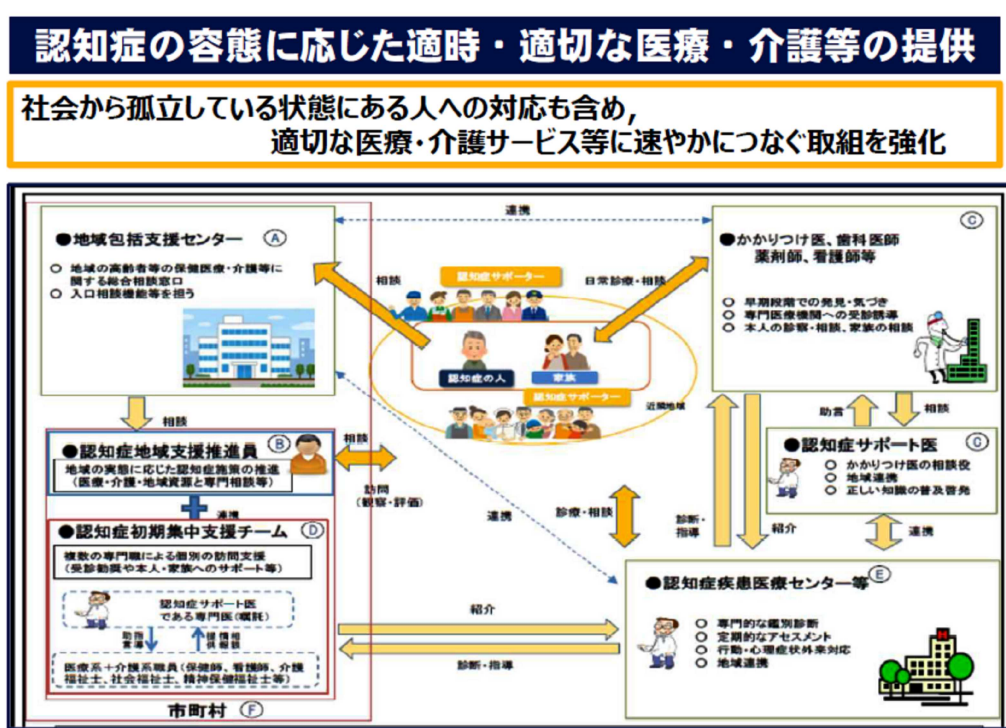 認知症の容態に応じた適時・適切な医療・介護等の提供
社会から孤立している状態にある人への対応も含め，
適切な医療・介護サービス等に速やかにつなぐ取組を強化
●地域包括支援センター Ⓐ
○ 地域の高齢者等の保健医療・介護等に
関する総合相談窓口
○ 入口相談機能等を担う
連携
相談
認知症サポーター
日常診療・相談
認知症の人
家族
認知症サポーター
近隣地域
Ⓒ
●かかりつけ医、歯科医師
薬剤師、看護師等
○ 早期段階での発見・気づき
○ 専門医療機関への受診誘導
○ 本人の診察・相談、家族の相談
相談
●認知症地域支援推進員 Ⓑ
地域の実態に応じた認知症施策の推進
（医療・介護・地域資源と専門相談等）
相談
訪問
（観察・評価）
連携
連携
診療・相談
診断・
指導
紹介
助言
相談
●認知症サポート医 Ⓒ
○ かかりつけ医の相談役
○ 地域連携
○ 正しい知識の普及啓発
連携
●認知症初期集中支援チーム Ⓓ
複数の専門職による個別の訪問支援
（受診勧奨や本人・家族へのサポート等）
認知症サポート医
である専門医（嘱託）
医療系＋介護系職員（保健師、看護師、介護
福祉士、社会福祉士、精神保健福祉士等）
市町村 Ⓕ
紹介
診断・指導
●認知症疾患医療センター等 Ⓔ
○ 専門的な鑑別診断
○ 定期的なアセスメント
○ 行動・心理症状外来対応
○ 地域連携